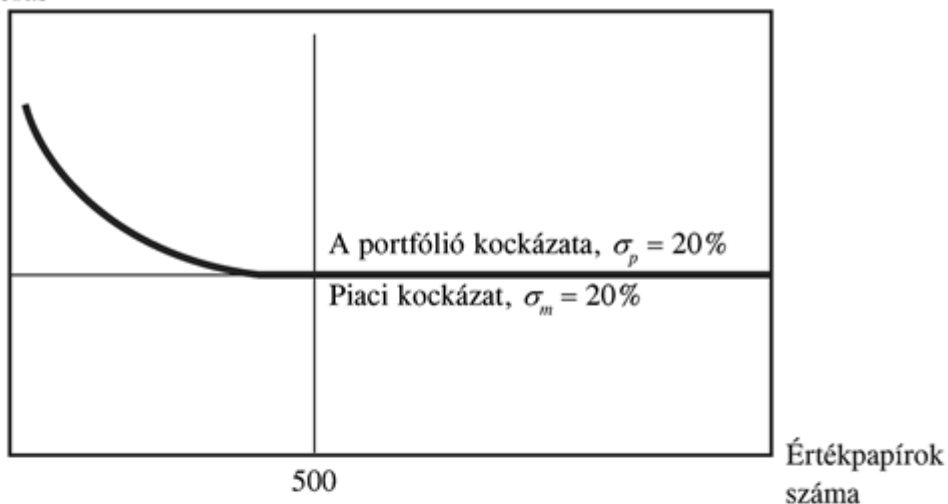 A portfólió kockázata, σp = 20%
Piaci kockázat, σm = 20%
500
Értékpapírok
száma